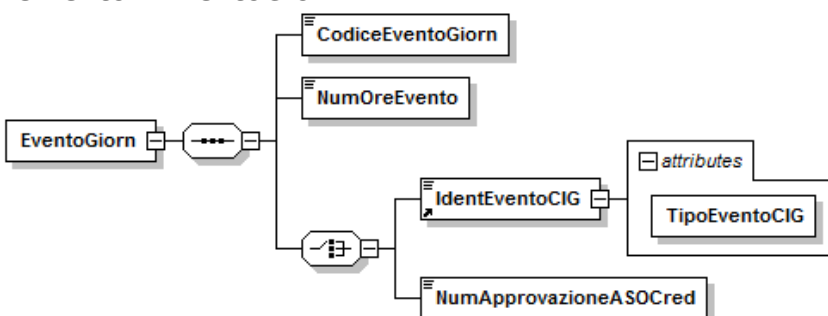 CodiceEventoGiorn
NumOreEvento
EventoGiorn
attributes
IdentEventoCIG
TipoEventoCIG
NumApprovazioneASOCred